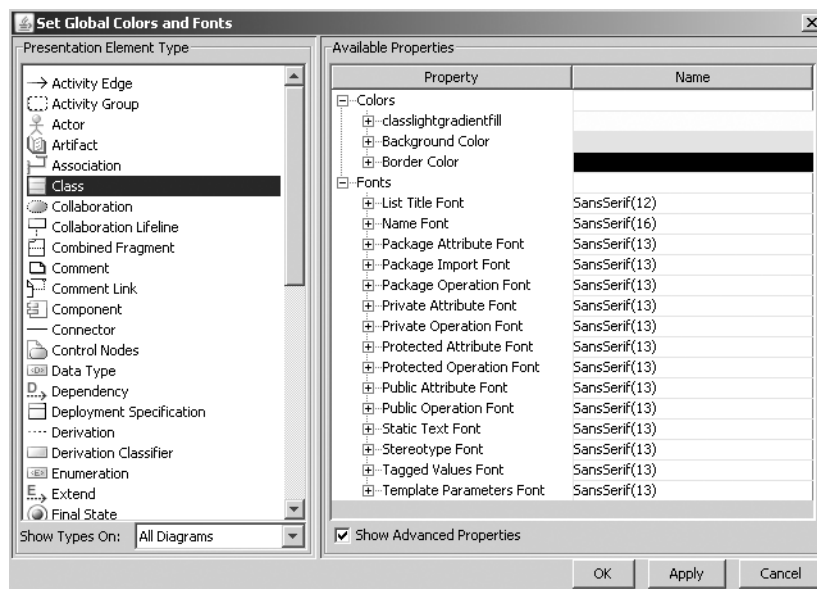 Set Global Colors and Fonts
Presentation Element Type
Activity Edge
Activity Group
Actor
Artifact
Association
Class
Collaboration
Collaboration Lifeline
Combined Fragment
Comment
Comment Link
Component
Connector
Control Nodes
Data Type
Dependency
Deployment Specification
Derivation
Derivation Classifier
Enumeration
Extend
Final State
Show Types On: All Diagrams
Available Properties
Property Name
Colors
classlightgradientfill
Background Color
Border Color
Fonts
List Title Font SansSerif(12)
Name Font SansSerif(16)
Package Attribute Font SansSerif(13)
Package Import Font SansSerif(13)
Package Operation Font SansSerif(13)
Private Attribute Font SansSerif(13)
Private Operation Font SansSerif(13)
Protected Attribute Font SansSerif(13)
Protected Operation Font SansSerif(13)
Public Attribute Font SansSerif(13)
Public Operation Font SansSerif(13)
Static Text Font SansSerif(13)
Stereotype Font SansSerif(13)
Tagged Values Font SansSerif(13)
Template Parameters Font SansSerif(13)
Show Advanced Properties
OK Apply Cancel